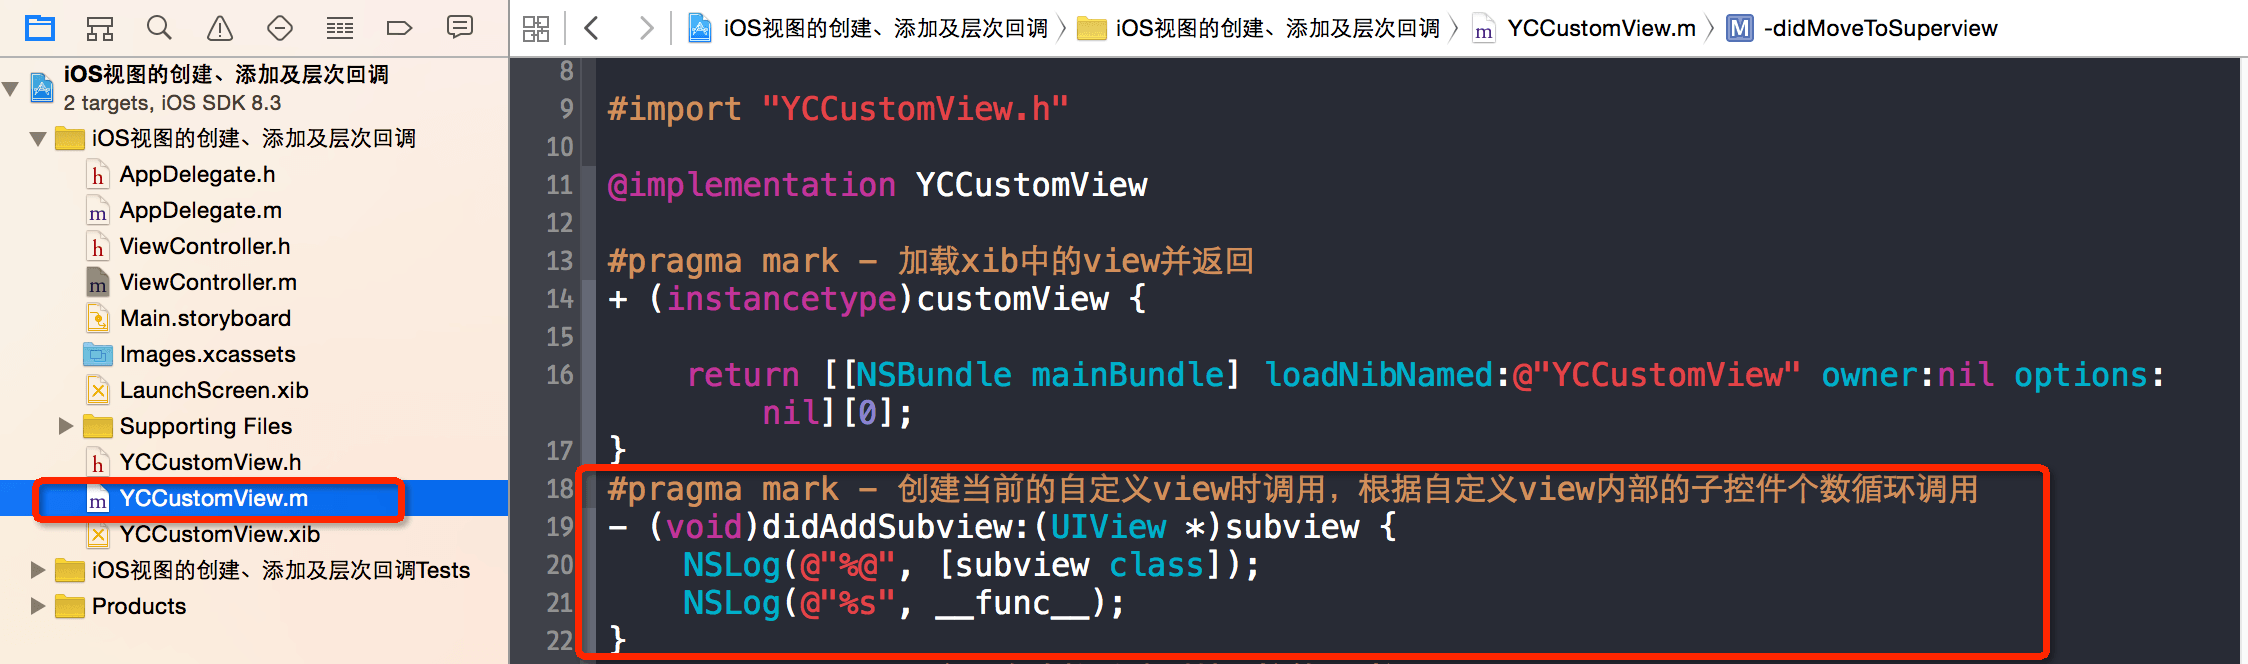 iOS视图的创建、添加及层次回调
2 targets, iOS SDK 8.3
iOS视图的创建、添加及层次回调
h AppDelegate.h
m AppDelegate.m
h ViewController.h
m ViewController.m
Main.storyboard
Images.xcassets
LaunchScreen.xib
Supporting Files
h YCCustomView.h
m YCCustomView.m
YCCustomView.xib
iOS视图的创建、添加及层次回调Tests
Products
iOS视图的创建、添加及层次回调 iOS视图的创建、添加及层次回调 m YCCustomView.m M -didMoveToSuperview
8
9 #import "YCCustomView.h"
10
11 @implementation YCCustomView
12
13 #pragma mark - 加载xib中的view并返回
14 + (instancetype)customView {
15
16 return [[NSBundle mainBundle] loadNibNamed:@"YCCustomView" owner:nil options:
nil][0];
17 }
18 #pragma mark - 创建当前的自定义view时调用，根据自定义view内部的子控件个数循环调用
19 - (void)didAddSubview:(UIView *)subview {
20 NSLog(@"%@", [subview class]);
21 NSLog(@"%s", __func__);
22 }